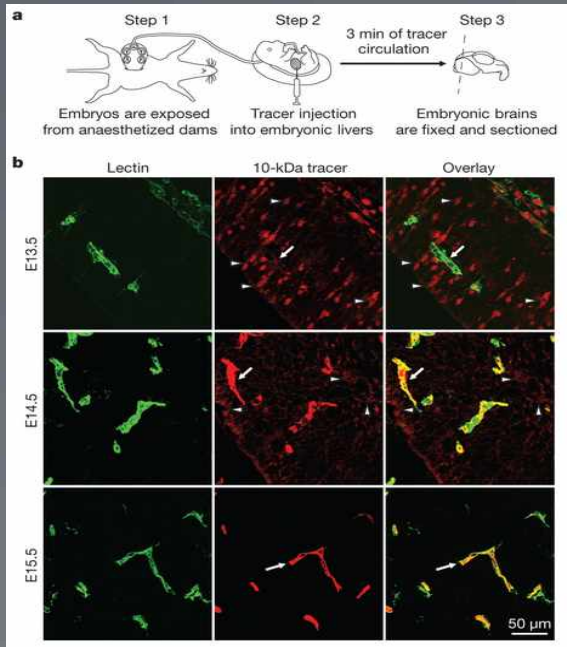 a
Step 1
Step 2
3 min of tracer
circulation
Step 3
Embryos are exposed
from anaesthetized dams
Tracer injection
into embryonic livers
Embryonic brains
are fixed and sectioned
b
Lectin
10-kDa tracer
Overlay
E13.5
E14.5
E15.5
50 µm